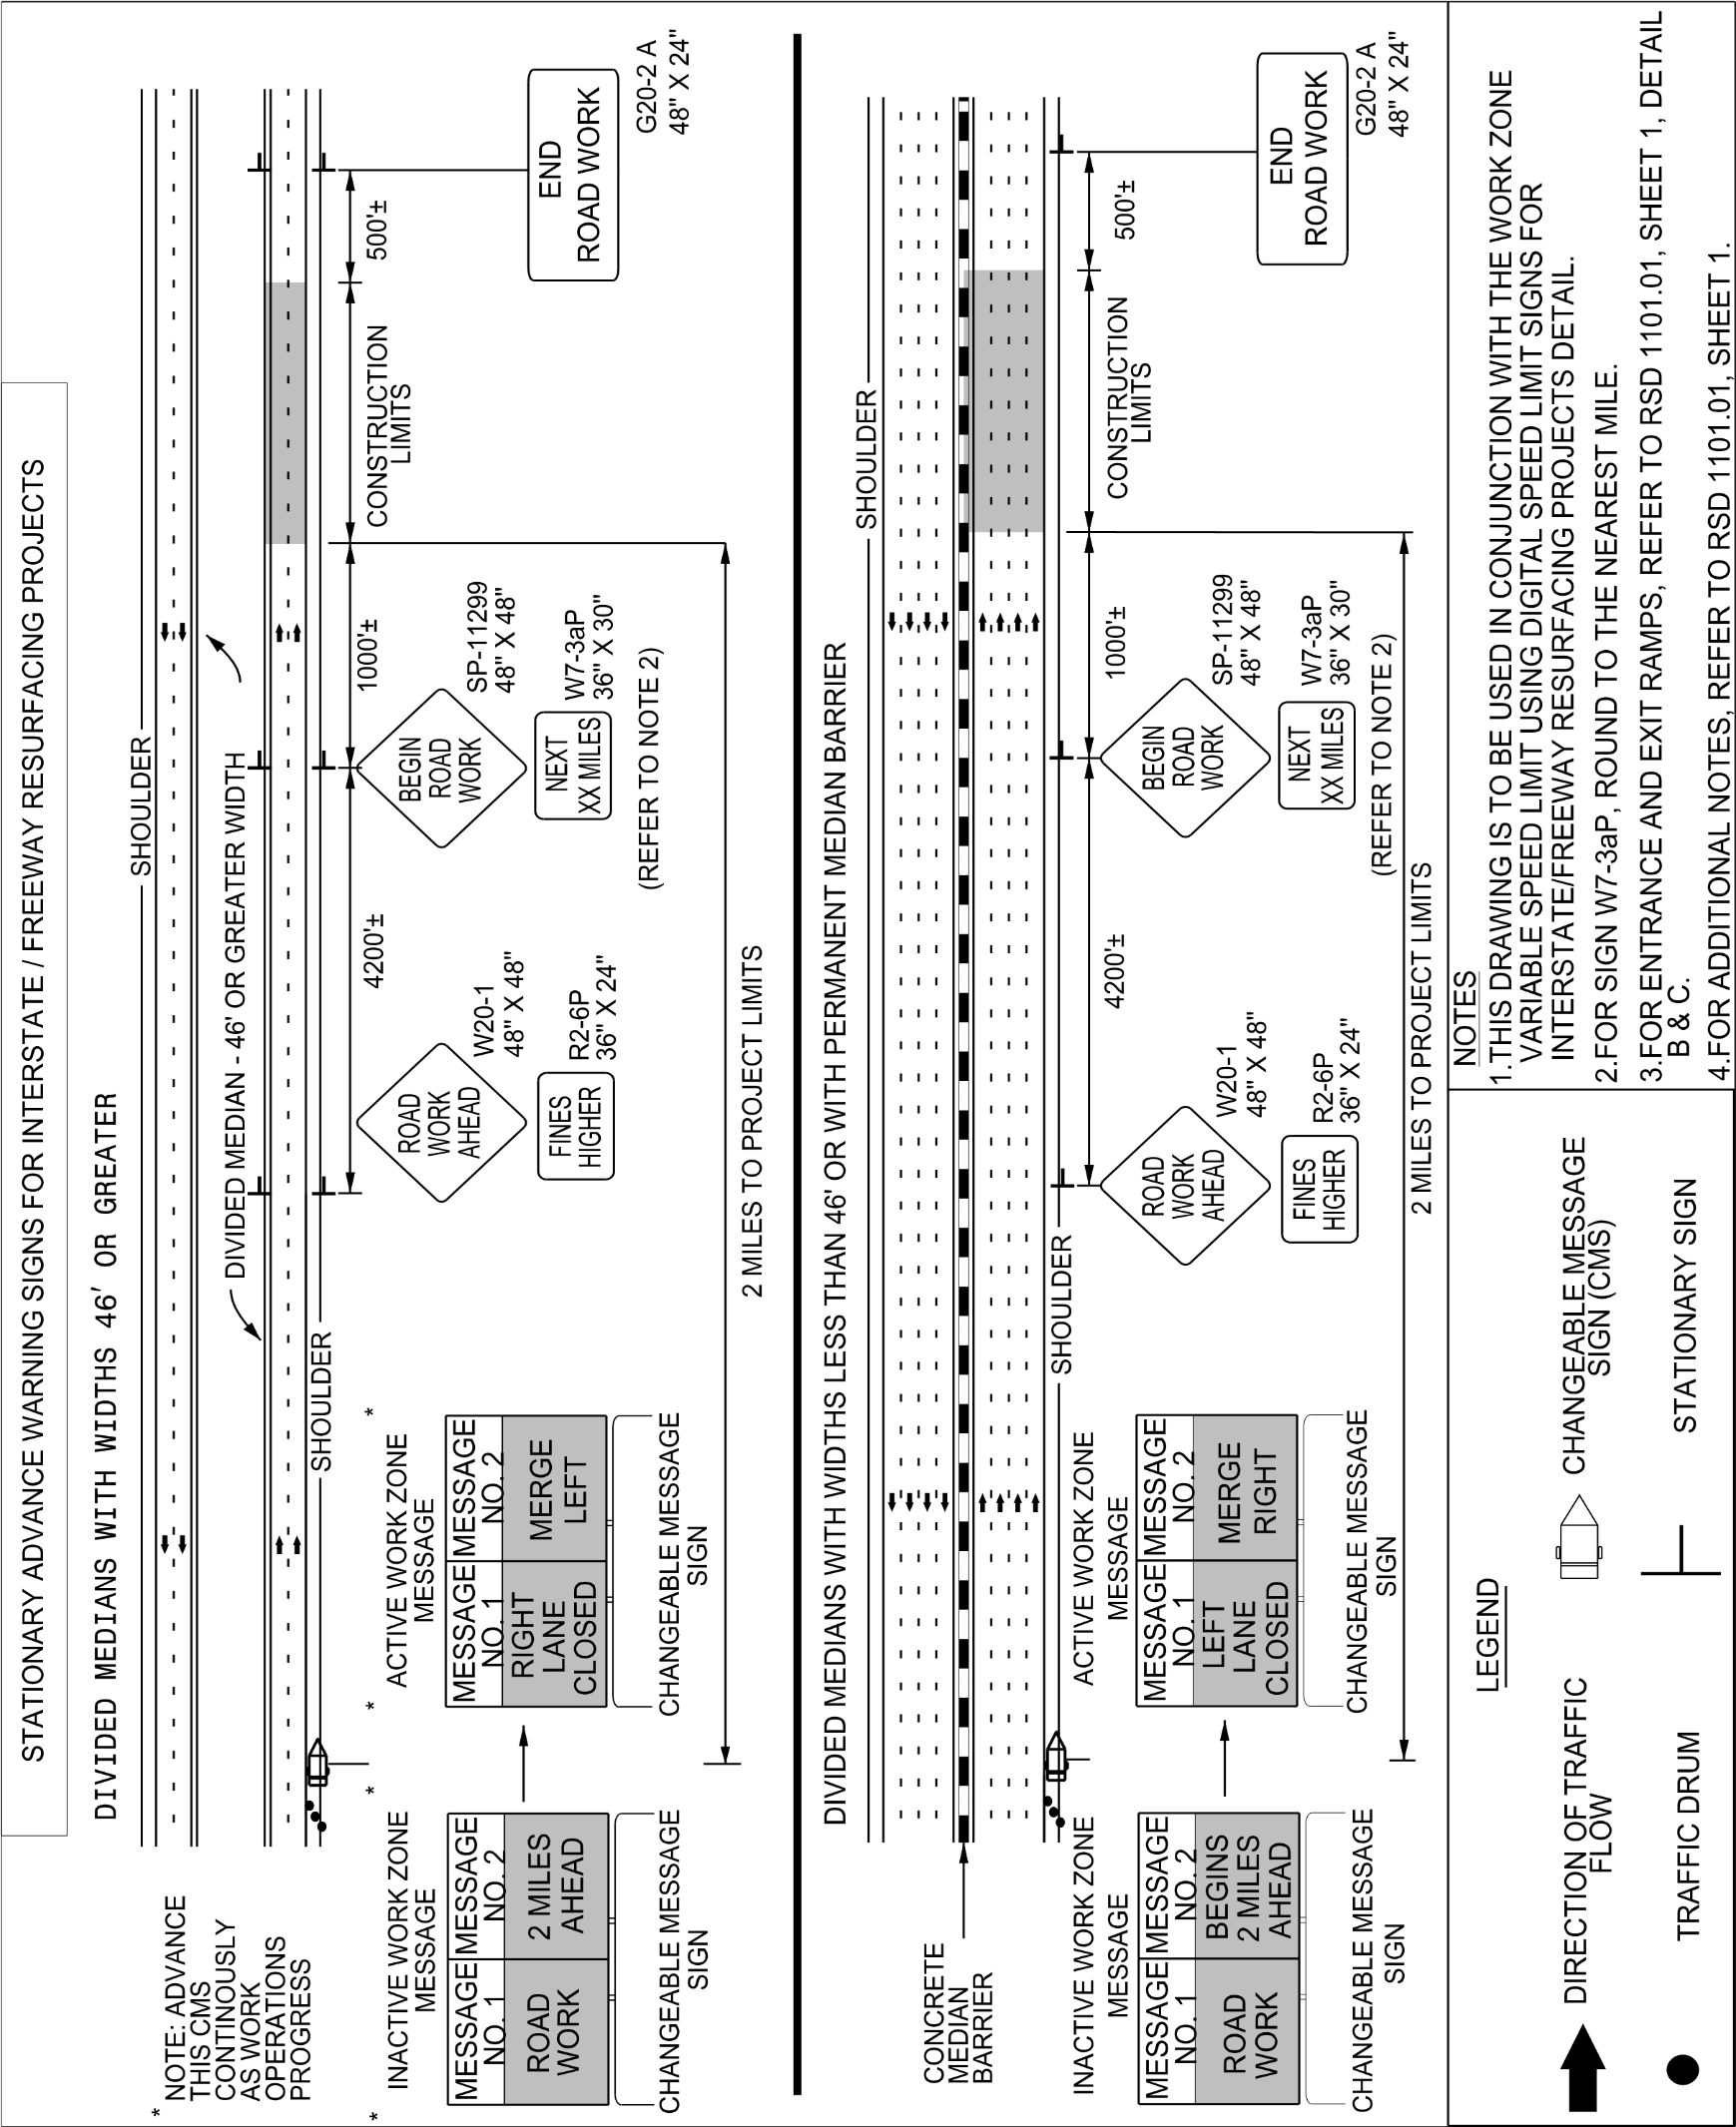 STATIONARY ADVANCE WARNING SIGNS FOR INTERSTATE / FREEWAY RESURFACING PROJECTS
DIVIDED MEDIANS WITH WIDTHS 46' OR GREATER
SHOULDER
DIVIDED MEDIAN - 46' OR GREATER WIDTH
SHOULDER
* NOTE: ADVANCE
THIS CMS
CONTINOUSLY
AS WORK
OPERATIONS
PROGRESS
4200'±
1000'±
CONSTRUCTION
LIMITS
500'±
* *
INACTIVE WORK ZONE
MESSAGE
MESSAGE
NO. 1
MESSAGE
NO. 2
ROAD
WORK
2 MILES
AHEAD
CHANGEABLE MESSAGE
SIGN
* *
ACTIVE WORK ZONE
MESSAGE
MESSAGE
NO. 1
MESSAGE
NO. 2
RIGHT
LANE
CLOSED
MERGE
LEFT
CHANGEABLE MESSAGE
SIGN
ROAD
WORK
AHEAD
W20-1
48" X 48"
FINES
HIGHER
R2-6P
36" X 24"
BEGIN
ROAD
WORK
SP-11299
48" X 48"
NEXT
XX MILES
W7-3aP
36" X 30"
(REFER TO NOTE 2)
END
ROAD WORK
G20-2 A
48" X 24"
2 MILES TO PROJECT LIMITS
DIVIDED MEDIANS WITH WIDTHS LESS THAN 46' OR WITH PERMANENT MEDIAN BARRIER
SHOULDER
CONCRETE
MEDIAN
BARRIER
SHOULDER
4200'±
1000'±
CONSTRUCTION
LIMITS
500'±
INACTIVE WORK ZONE
MESSAGE
MESSAGE
NO. 1
MESSAGE
NO. 2
ROAD
WORK
BEGINS
2 MILES
AHEAD
CHANGEABLE MESSAGE
SIGN
ACTIVE WORK ZONE
MESSAGE
MESSAGE
NO. 1
MESSAGE
NO. 2
LEFT
LANE
CLOSED
MERGE
RIGHT
CHANGEABLE MESSAGE
SIGN
ROAD
WORK
AHEAD
W20-1
48" X 48"
FINES
HIGHER
R2-6P
36" X 24"
BEGIN
ROAD
WORK
SP-11299
48" X 48"
NEXT
XX MILES
W7-3aP
36" X 30"
(REFER TO NOTE 2)
END
ROAD WORK
G20-2 A
48" X 24"
2 MILES TO PROJECT LIMITS
LEGEND
DIRECTION OF TRAFFIC
FLOW
CHANGEABLE MESSAGE
SIGN (CMS)
TRAFFIC DRUM
STATIONARY SIGN
NOTES
1. THIS DRAWING IS TO BE USED IN CONJUNCTION WITH THE WORK ZONE
VARIABLE SPEED LIMIT USING DIGITAL SPEED LIMIT SIGNS FOR
INTERSTATE/FREEWAY RESURFACING PROJECTS DETAIL.
2.FOR SIGN W7-3aP, ROUND TO THE NEAREST MILE.
3.FOR ENTRANCE AND EXIT RAMPS, REFER TO RSD 1101.01, SHEET 1, DETAIL
B & C.
4.FOR ADDITIONAL NOTES, REFER TO RSD 1101.01, SHEET 1.